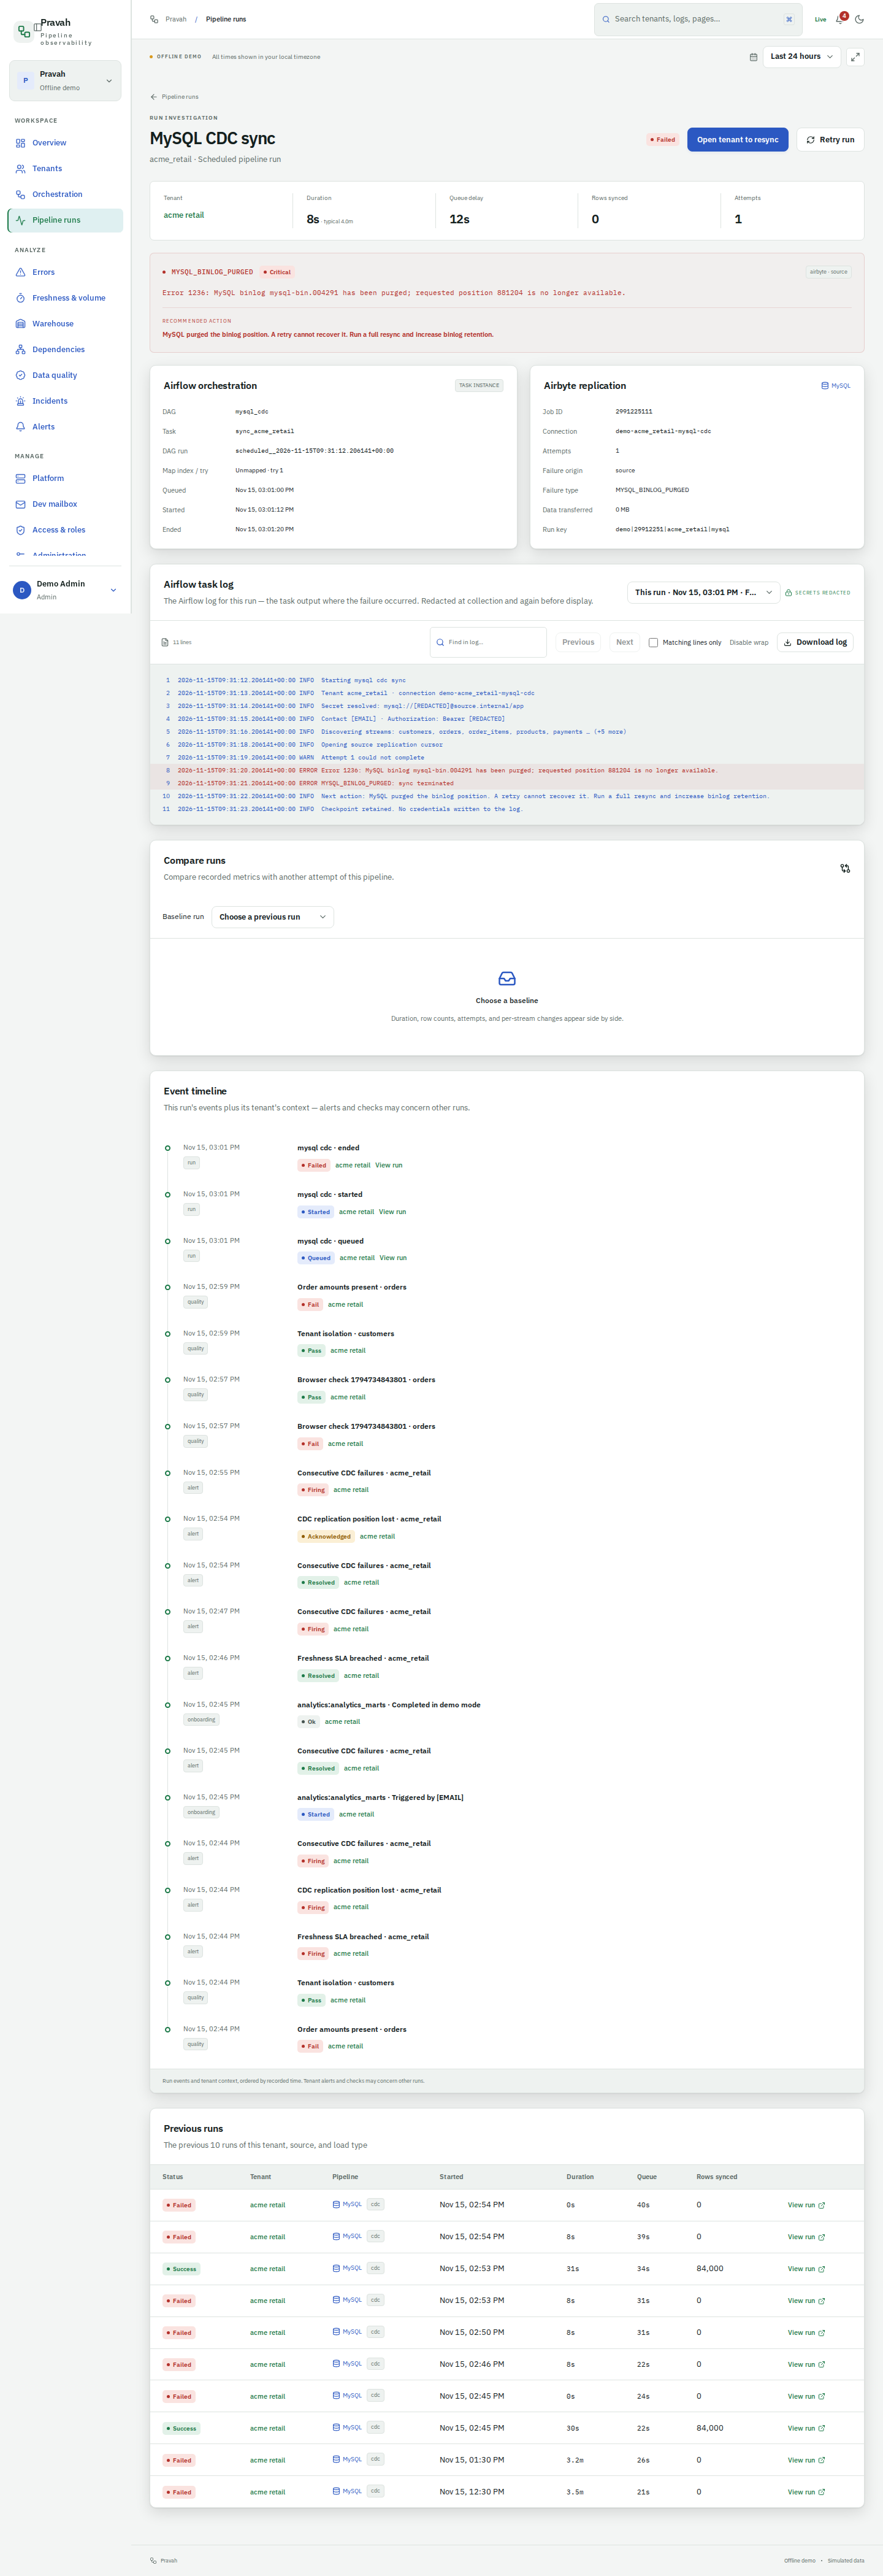 Pravah
Pipeline observability
P
Pravah
Offline demo
WORKSPACE
Overview
Tenants
Orchestration
Pipeline runs
ANALYZE
Errors
Freshness & volume
Warehouse
Dependencies
Data quality
Incidents
Alerts
MANAGE
Platform
Dev mailbox
Access & roles
Administration
D
Demo Admin
Admin
Pravah / Pipeline runs
Search tenants, logs, pages... ⌘
Live 4
OFFLINE DEMO All times shown in your local timezone
Last 24 hours
Pipeline runs
RUN INVESTIGATION
MySQL CDC sync
acme_retail · Scheduled pipeline run
Failed Open tenant to resync Retry run
Tenant Duration Queue delay Rows synced Attempts
acme retail 8s typical 4.0m 12s 0 1
MYSQL_BINLOG_PURGED Critical airbyte · source
Error 1236: MySQL binlog mysql-bin.004291 has been purged; requested position 881204 is no longer available.
RECOMMENDED ACTION
MySQL purged the binlog position. A retry cannot recover it. Run a full resync and increase binlog retention.
Airflow orchestration TASK INSTANCE
DAG mysql_cdc
Task sync_acme_retail
DAG run scheduled__2026-11-15T09:31:12.206141+00:00
Map index / try Unmapped · try 1
Queued Nov 15, 03:01:00 PM
Started Nov 15, 03:01:12 PM
Ended Nov 15, 03:01:20 PM
Airbyte replication MySQL
Job ID 2991225111
Connection demo-acme_retail-mysql-cdc
Attempts 1
Failure origin source
Failure type MYSQL_BINLOG_PURGED
Data transferred 0 MB
Run key demo|29912251|acme_retail|mysql
Airflow task log
The Airflow log for this run — the task output where the failure occurred. Redacted at collection and again before display.
This run · Nov 15, 03:01 PM · F... SECRETS REDACTED
11 lines Find in log... Previous Next Matching lines only Disable wrap Download log
1 2026-11-15T09:31:12.206141+00:00 INFO Starting mysql cdc sync
2 2026-11-15T09:31:13.206141+00:00 INFO Tenant acme_retail · connection demo-acme_retail-mysql-cdc
3 2026-11-15T09:31:14.206141+00:00 INFO Secret resolved: mysql://[REDACTED]@source.internal/app
4 2026-11-15T09:31:15.206141+00:00 INFO Contact [EMAIL] · Authorization: Bearer [REDACTED]
5 2026-11-15T09:31:16.206141+00:00 INFO Discovering streams: customers, orders, order_items, products, payments … (+5 more)
6 2026-11-15T09:31:18.206141+00:00 INFO Opening source replication cursor
7 2026-11-15T09:31:19.206141+00:00 WARN Attempt 1 could not complete
8 2026-11-15T09:31:20.206141+00:00 ERROR Error 1236: MySQL binlog mysql-bin.004291 has been purged; requested position 881204 is no longer available.
9 2026-11-15T09:31:21.206141+00:00 ERROR MYSQL_BINLOG_PURGED: sync terminated
10 2026-11-15T09:31:22.206141+00:00 INFO Next action: MySQL purged the binlog position. A retry cannot recover it. Run a full resync and increase binlog retention.
11 2026-11-15T09:31:23.206141+00:00 INFO Checkpoint retained. No credentials written to the log.
Compare runs
Compare recorded metrics with another attempt of this pipeline.
Baseline run Choose a previous run
Choose a baseline
Duration, row counts, attempts, and per-stream changes appear side by side.
Event timeline
This run's events plus its tenant's context — alerts and checks may concern other runs.
Nov 15, 03:01 PM mysql cdc · ended
run Failed acme retail View run
Nov 15, 03:01 PM mysql cdc · started
run Started acme retail View run
Nov 15, 03:01 PM mysql cdc · queued
run Queued acme retail View run
Nov 15, 02:59 PM Order amounts present · orders
quality Fail acme retail
Nov 15, 02:59 PM Tenant isolation · customers
quality Pass acme retail
Nov 15, 02:57 PM Browser check 1794734843801 · orders
quality Pass acme retail
Nov 15, 02:57 PM Browser check 1794734843801 · orders
quality Fail acme retail
Nov 15, 02:55 PM Consecutive CDC failures · acme_retail
alert Firing acme retail
Nov 15, 02:54 PM CDC replication position lost · acme_retail
alert Acknowledged acme retail
Nov 15, 02:54 PM Consecutive CDC failures · acme_retail
alert Resolved acme retail
Nov 15, 02:47 PM Consecutive CDC failures · acme_retail
alert Firing acme retail
Nov 15, 02:46 PM Freshness SLA breached · acme_retail
alert Resolved acme retail
Nov 15, 02:45 PM analytics:analytics_marts · Completed in demo mode
onboarding Ok acme retail
Nov 15, 02:45 PM Consecutive CDC failures · acme_retail
alert Resolved acme retail
Nov 15, 02:45 PM analytics:analytics_marts · Triggered by [EMAIL]
onboarding Started acme retail
Nov 15, 02:44 PM Consecutive CDC failures · acme_retail
alert Firing acme retail
Nov 15, 02:44 PM CDC replication position lost · acme_retail
alert Firing acme retail
Nov 15, 02:44 PM Freshness SLA breached · acme_retail
alert Firing acme retail
Nov 15, 02:44 PM Tenant isolation · customers
quality Pass acme retail
Nov 15, 02:44 PM Order amounts present · orders
quality Fail acme retail
Run events and tenant context, ordered by recorded time. Tenant alerts and checks may concern other runs.
Previous runs
The previous 10 runs of this tenant, source, and load type
Status Tenant Pipeline Started Duration Queue Rows synced
Failed acme retail MySQL cdc Nov 15, 02:54 PM 0s 40s 0 View run
Failed acme retail MySQL cdc Nov 15, 02:54 PM 8s 39s 0 View run
Success acme retail MySQL cdc Nov 15, 02:53 PM 31s 34s 84,000 View run
Failed acme retail MySQL cdc Nov 15, 02:53 PM 8s 31s 0 View run
Failed acme retail MySQL cdc Nov 15, 02:50 PM 8s 31s 0 View run
Failed acme retail MySQL cdc Nov 15, 02:46 PM 8s 22s 0 View run
Failed acme retail MySQL cdc Nov 15, 02:45 PM 0s 24s 0 View run
Success acme retail MySQL cdc Nov 15, 02:45 PM 30s 22s 84,000 View run
Failed acme retail MySQL cdc Nov 15, 01:30 PM 3.2m 26s 0 View run
Failed acme retail MySQL cdc Nov 15, 12:30 PM 3.5m 21s 0 View run
Pravah Offline demo • Simulated data